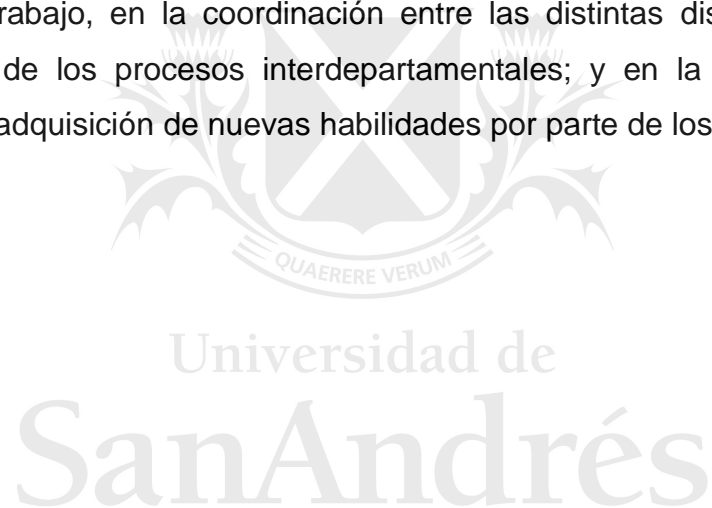 rabajo, en la coordinación entre las distintas dis
de los procesos interdepartamentales; y en la
adquisición de nuevas habilidades por parte de los
QUAERERE VERUM
Universidad de
SanAndrés